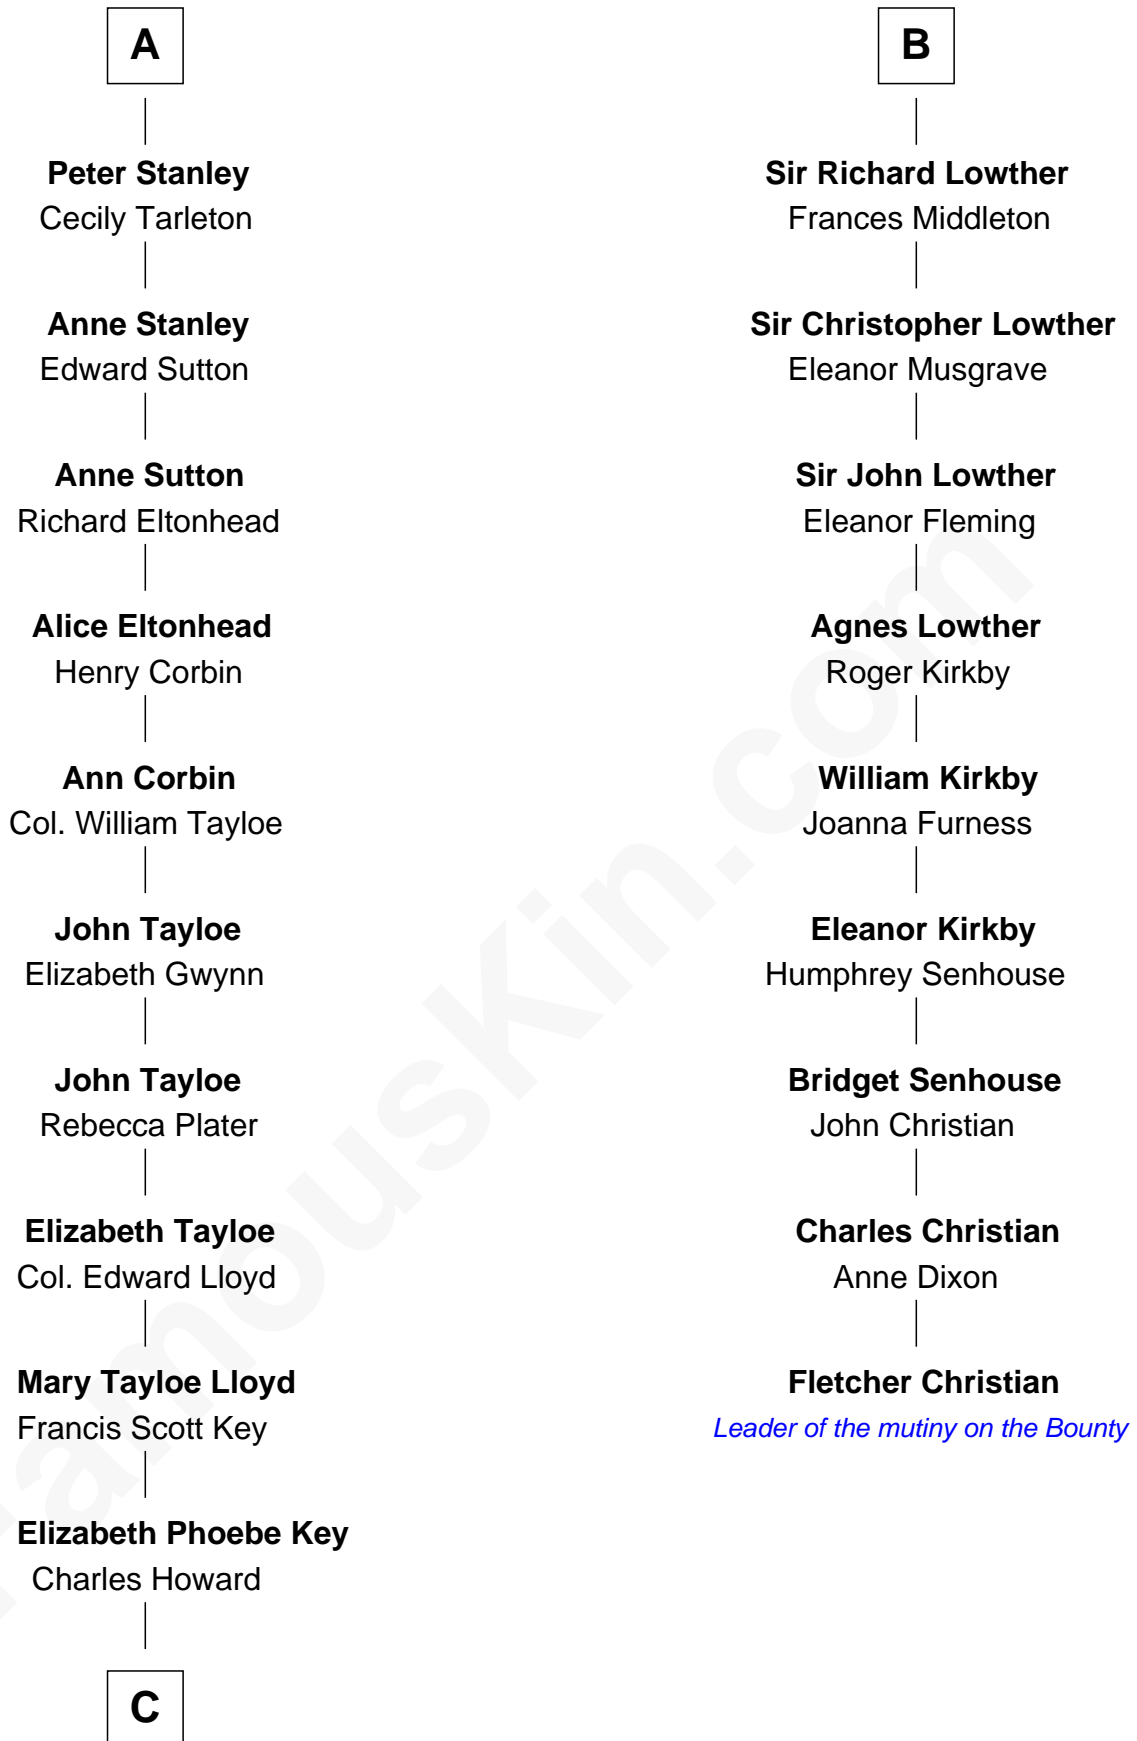 A
Peter Stanley
Cecily Tarleton
Anne Stanley
Edward Sutton
Anne Sutton
Richard Eltonhead
Alice Eltonhead
Henry Corbin
Ann Corbin
Col. William Tayloe
John Tayloe
Elizabeth Gwynn
John Tayloe
Rebecca Plater
Elizabeth Tayloe
Col. Edward Lloyd
Mary Tayloe Lloyd
Francis Scott Key
Elizabeth Phoebe Key
Charles Howard
C
B
Sir Richard Lowther
Frances Middleton
Sir Christopher Lowther
Eleanor Musgrave
Sir John Lowther
Eleanor Fleming
Agnes Lowther
Roger Kirkby
William Kirkby
Joanna Furness
Eleanor Kirkby
Humphrey Senhouse
Bridget Senhouse
John Christian
Charles Christian
Anne Dixon
Fletcher Christian
Leader of the mutiny on the Bounty
FamousKin.com